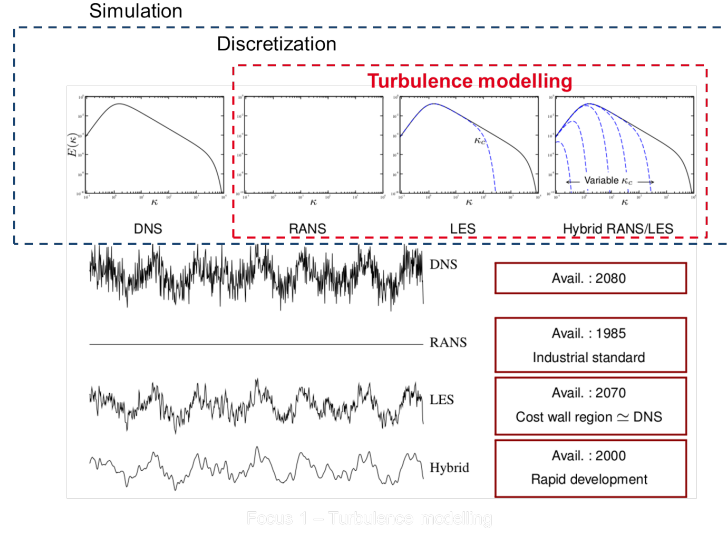 Simulation
Discretization
Turbulence modelling
E(κ)
κ
κ
κ
κ
κc
Variable κc
DNS
RANS
LES
Hybrid RANS/LES
DNS
Avail. : 2080
RANS
Avail. : 1985
Industrial standard
LES
Avail. : 2070
Cost wall region ≃ DNS
Hybrid
Avail. : 2000
Rapid development
Focus 1 – Turbulence modelling